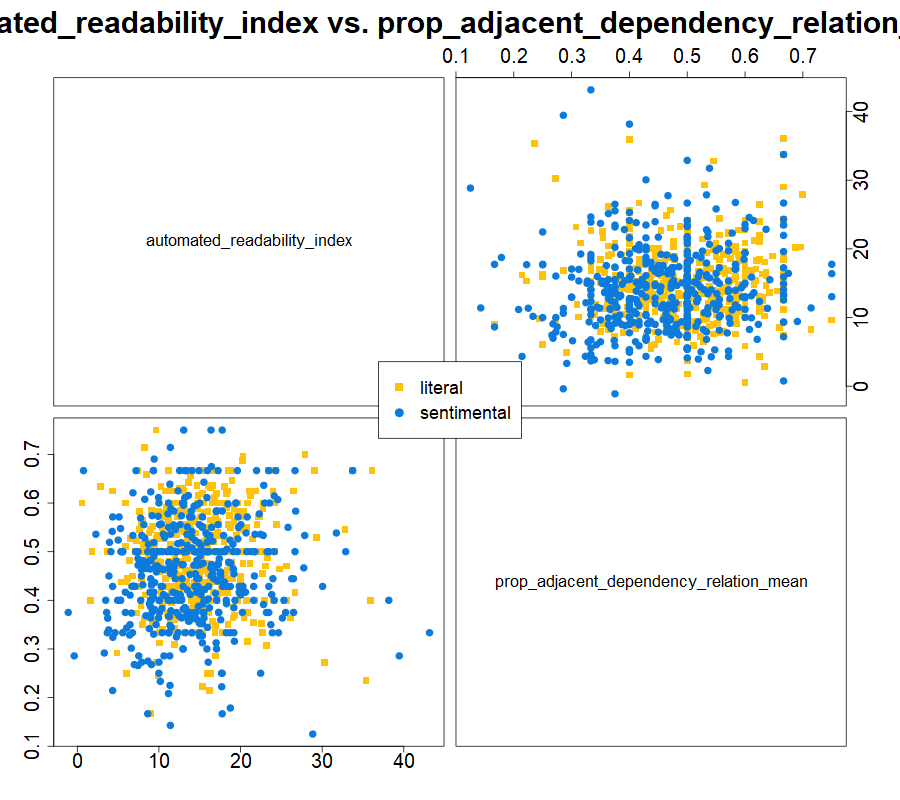 ated_readability_index vs. prop_adjacent_dependency_relation_
0.1 0.2 0.3 0.4 0.5 0.6 0.7
automated_readability_index
0 10 20 30 40
literal
sentimental
0.1 0.2 0.3 0.4 0.5 0.6 0.7
prop_adjacent_dependency_relation_mean
0 10 20 30 40